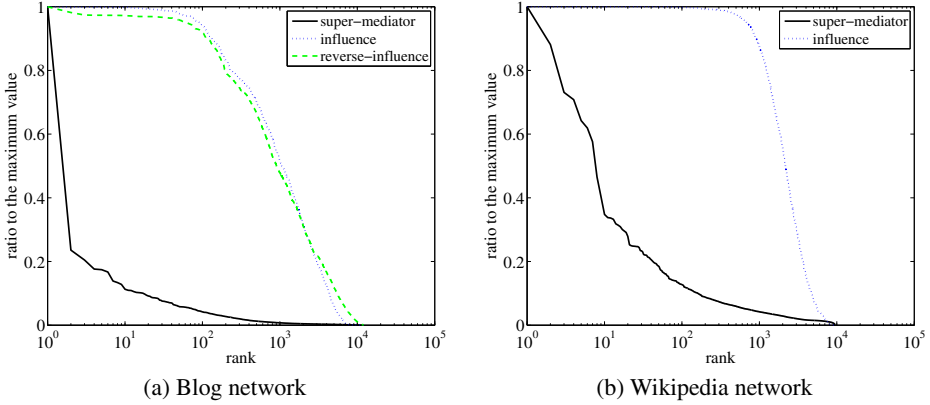 1
0.8
0.6
0.4
0.2
0
ratio to the maximum value
10^0 10^1 10^2 10^3 10^4 10^5
rank
super-mediator
influence
reverse-influence
(a) Blog network
1
0.8
0.6
0.4
0.2
0
ratio to the maximum value
10^0 10^1 10^2 10^3 10^4 10^5
rank
super-mediator
influence
(b) Wikipedia network